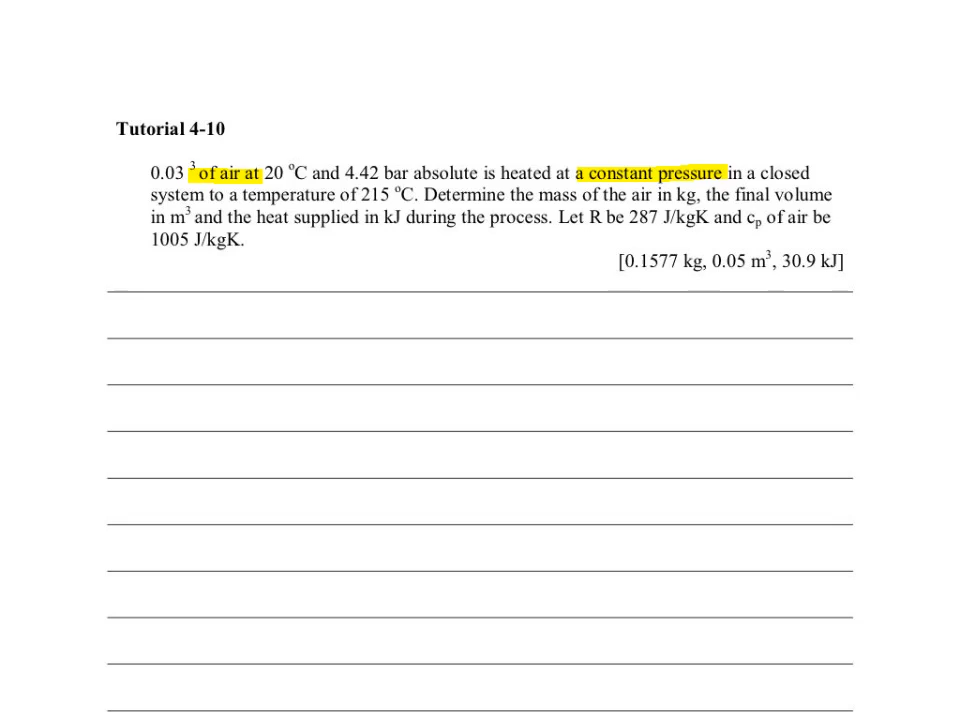 Tutorial 4-10
0.03 ³ of air at 20 °C and 4.42 bar absolute is heated at a constant pressure in a closed
system to a temperature of 215 °C. Determine the mass of the air in kg, the final volume
in m³ and the heat supplied in kJ during the process. Let R be 287 J/kgK and cₚ of air be
1005 J/kgK.
[0.1577 kg, 0.05 m³, 30.9 kJ]